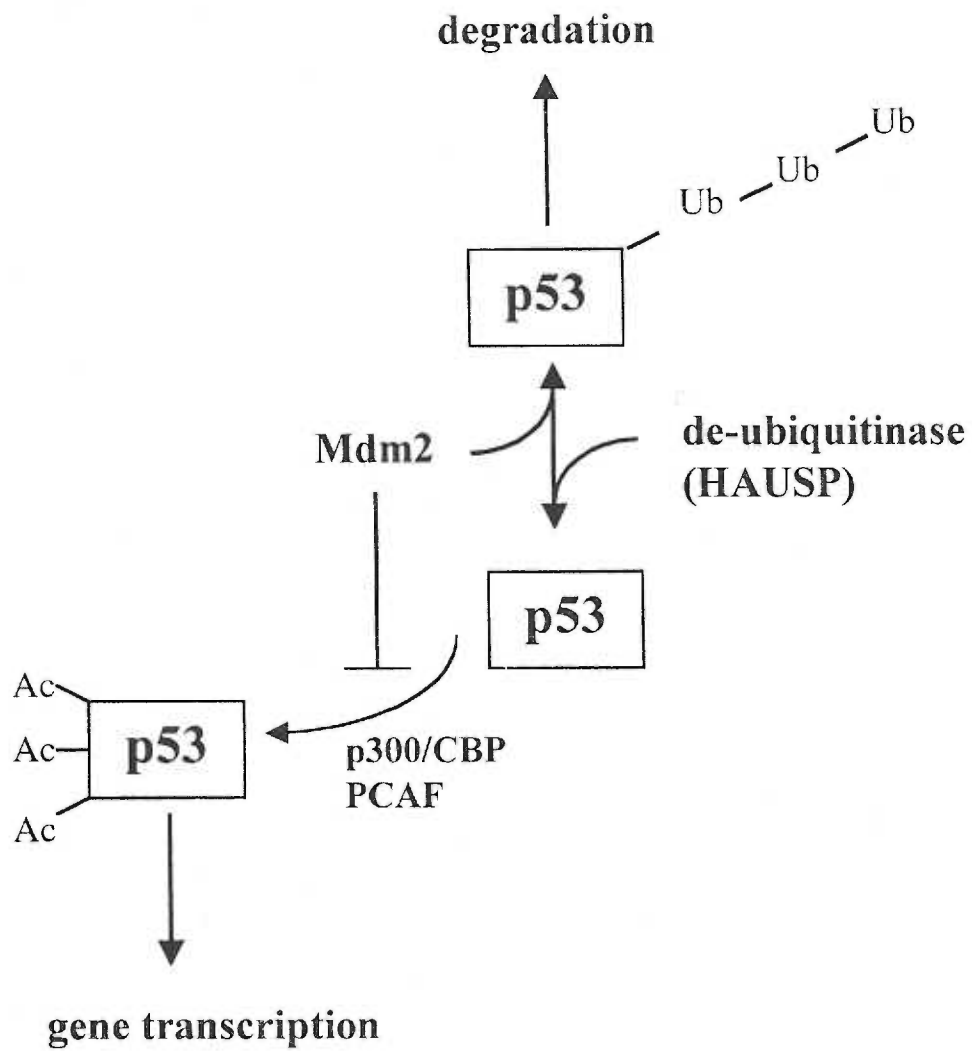 degradation
Ub
Ub
Ub
p53
Mdm2
de-ubiquitinase
(HAUSP)
p53
Ac
Ac
Ac
p53
p300/CBP
PCAF
gene transcription